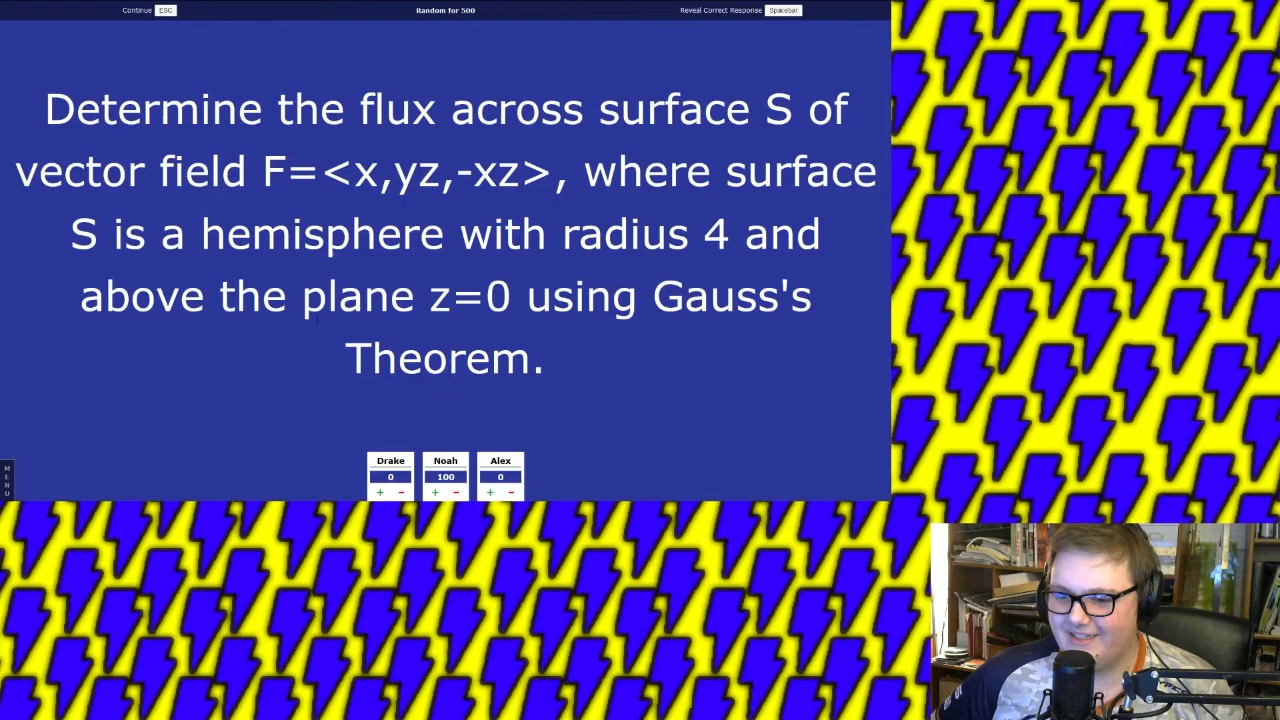 Continue ESC
Random for 500
Reveal Correct Response Spacebar
Determine the flux across surface S of
vector field F=<x,yz,-xz>, where surface
S is a hemisphere with radius 4 and
above the plane z=0 using Gauss's
Theorem.
MENU
Drake Noah Alex
0 100 0
+ − + − + −